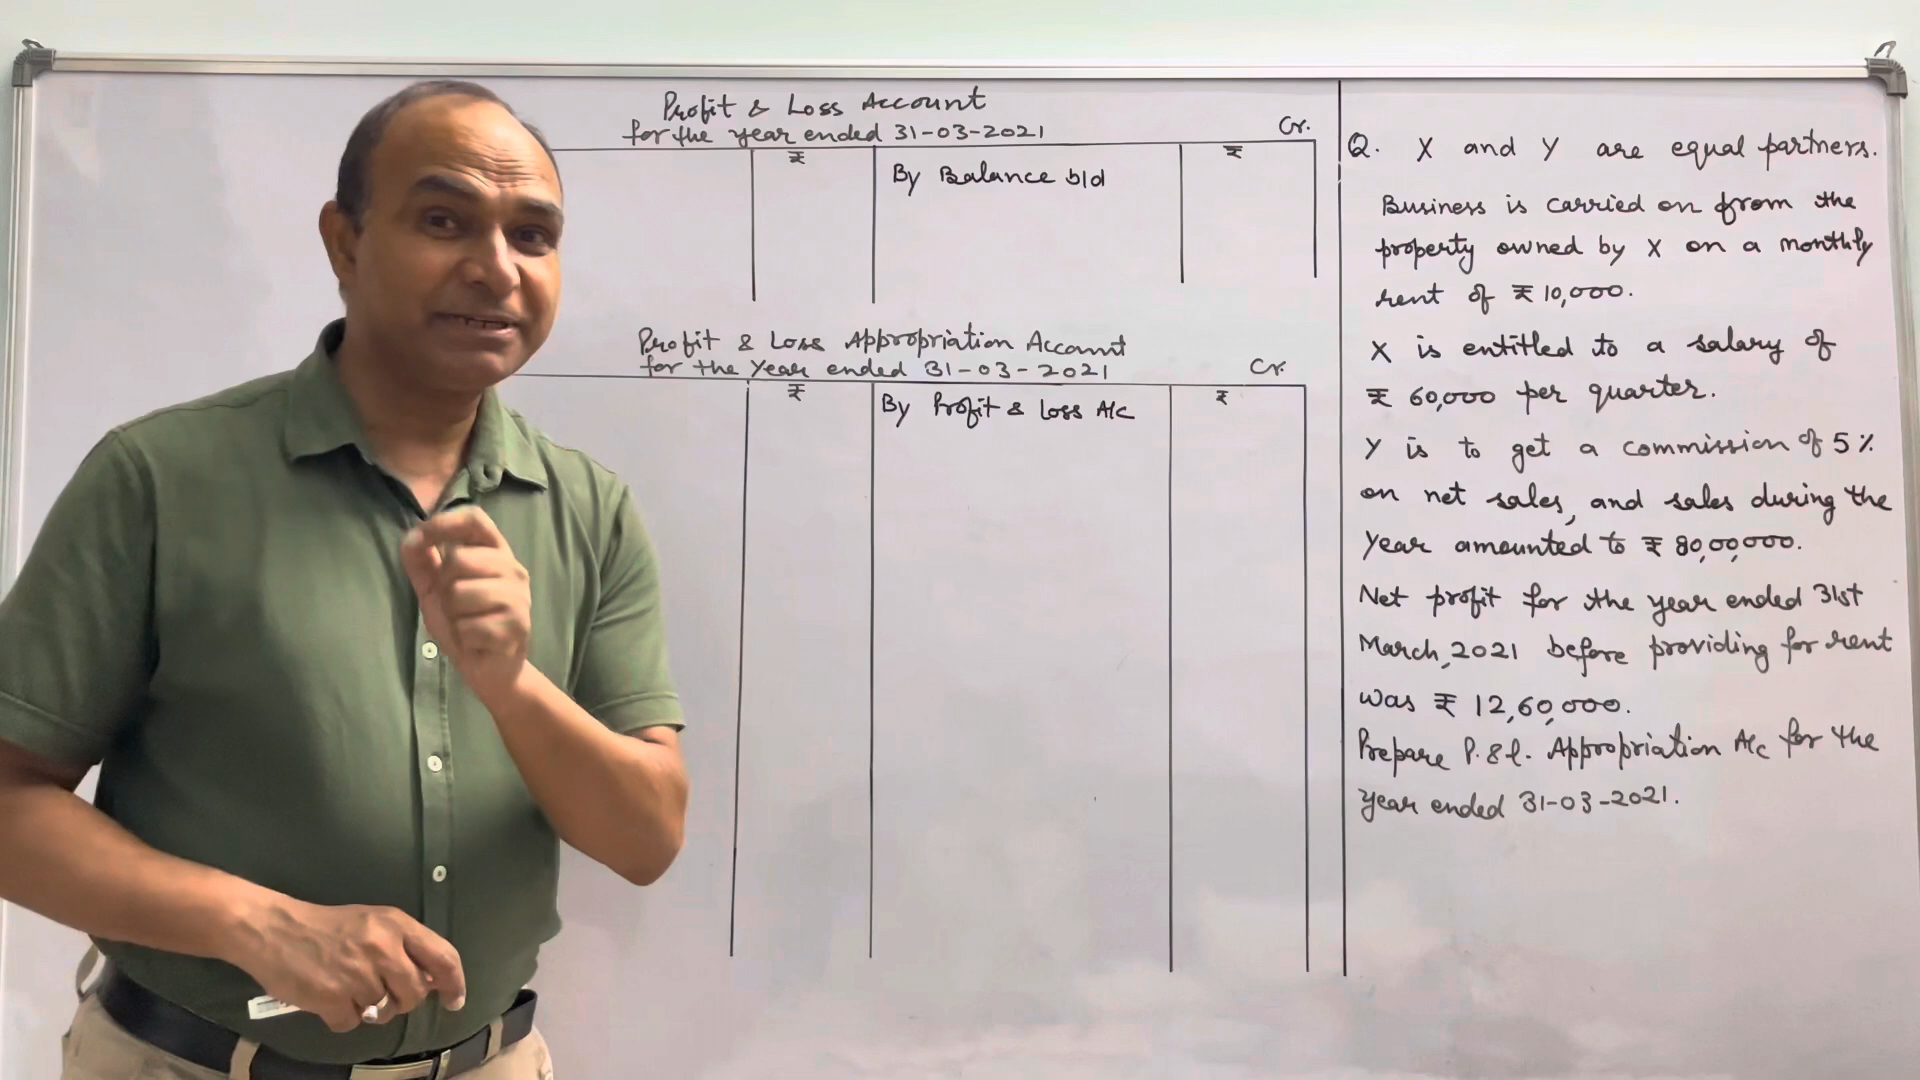 Profit & Loss Account
for the year ended 31-03-2021
Cr.
₹
₹
By Balance b/d
Profit & Loss Appropriation Account
for the Year ended 31-03-2021
Cr.
₹
₹
By Profit & Loss A/c
Q. X and Y are equal partners.
Business is carried on from the
property owned by X on a monthly
rent of ₹ 10,000.
X is entitled to a salary of
₹ 60,000 per quarter.
Y is to get a commission of 5%
on net sales, and sales during the
year amounted to ₹ 80,00,000.
Net profit for the year ended 31st
March, 2021 before providing for rent
was ₹ 12,60,000.
Prepare P. & L. Appropriation A/c for the
year ended 31-03-2021.